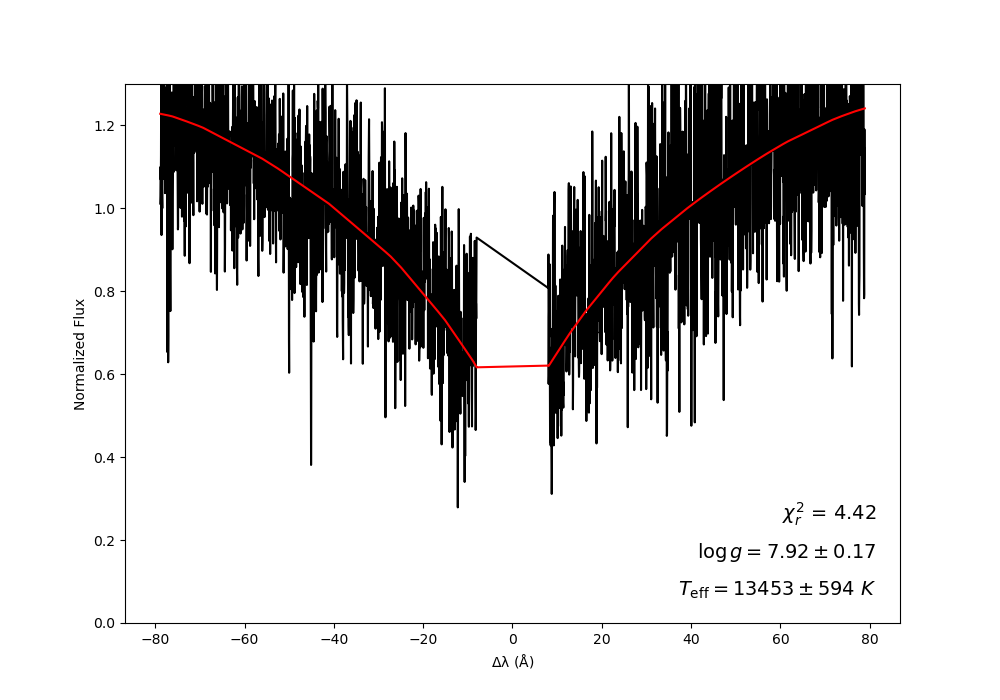 1.2
1.0
0.8
0.6
0.4
0.2
0.0
Normalized Flux
χ²ᵣ = 4.42
log g = 7.92 ± 0.17
T_eff = 13453 ± 594 K
−80 −60 −40 −20 0 20 40 60 80
Δλ (Å)